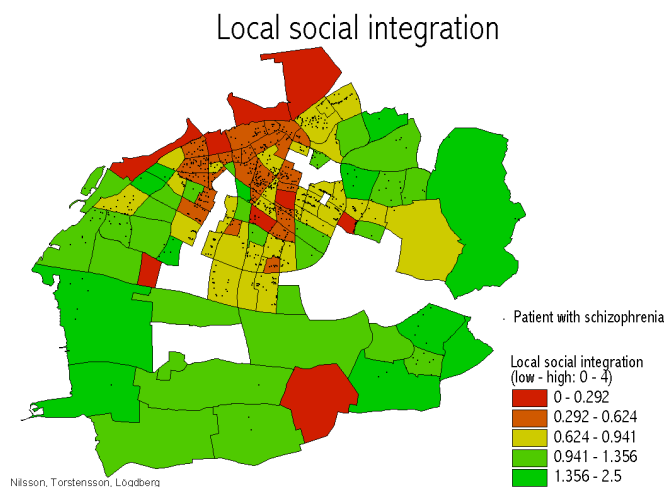 Local social integration
Patient with schizophrenia
Local social integration
(low - high: 0 - 4)
0 - 0.292
0.292 - 0.624
0.624 - 0.941
0.941 - 1.356
1.356 - 2.5
Nilsson, Torstensson, Lögdberg